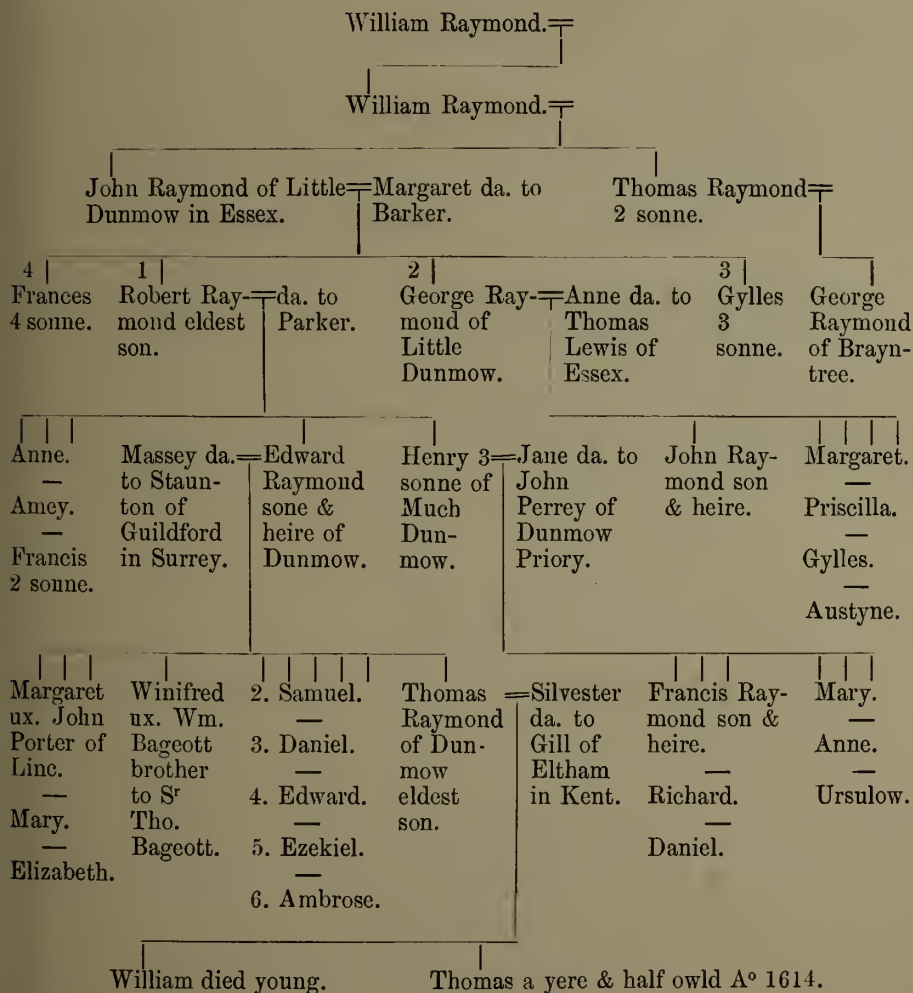 William Raymond.
William Raymond.
John Raymond of Little
Dunmow in Essex.
Margaret da. to
Barker.
Thomas Raymond
2 sonne.
4
Frances
4 sonne.
1
Robert Ray-
mond eldest
son.
da. to
Parker.
2
George Ray-
mond of
Little
Dunmow.
Anne da. to
Thomas
Lewis of
Essex.
3
Gylles
3
sonne.
George
Raymond
of Brayn-
tree.
Anne.
—
Amey.
—
Francis
2 sonne.
Massey da.
to Staun-
ton of
Guildford
in Surrey.
Edward
Raymond
sone &
heire of
Dunmow.
Henry 3
sonne of
Much
Dun-
mow.
Jane da. to
John
Perrey of
Dunmow
Priory.
John Ray-
mond son
& heire.
Margaret.
—
Priscilla.
—
Gylles.
—
Austyne.
Margaret
ux. John
Porter of
Linc.
—
Mary.
—
Elizabeth.
Winifred
ux. Wm.
Bageott
brother
to Sr
Tho.
Bageott.
2. Samuel.
—
3. Daniel.
—
4. Edward.
—
5. Ezekiel.
—
6. Ambrose.
Thomas
Raymond
of Dun-
mow
eldest
son.
Silvester
da. to
Gill of
Eltham
in Kent.
Francis Ray-
mond son &
heire.
—
Richard.
—
Daniel.
Mary.
—
Anne.
—
Ursulow.
William died young.
Thomas a yere & half owld Ao 1614.